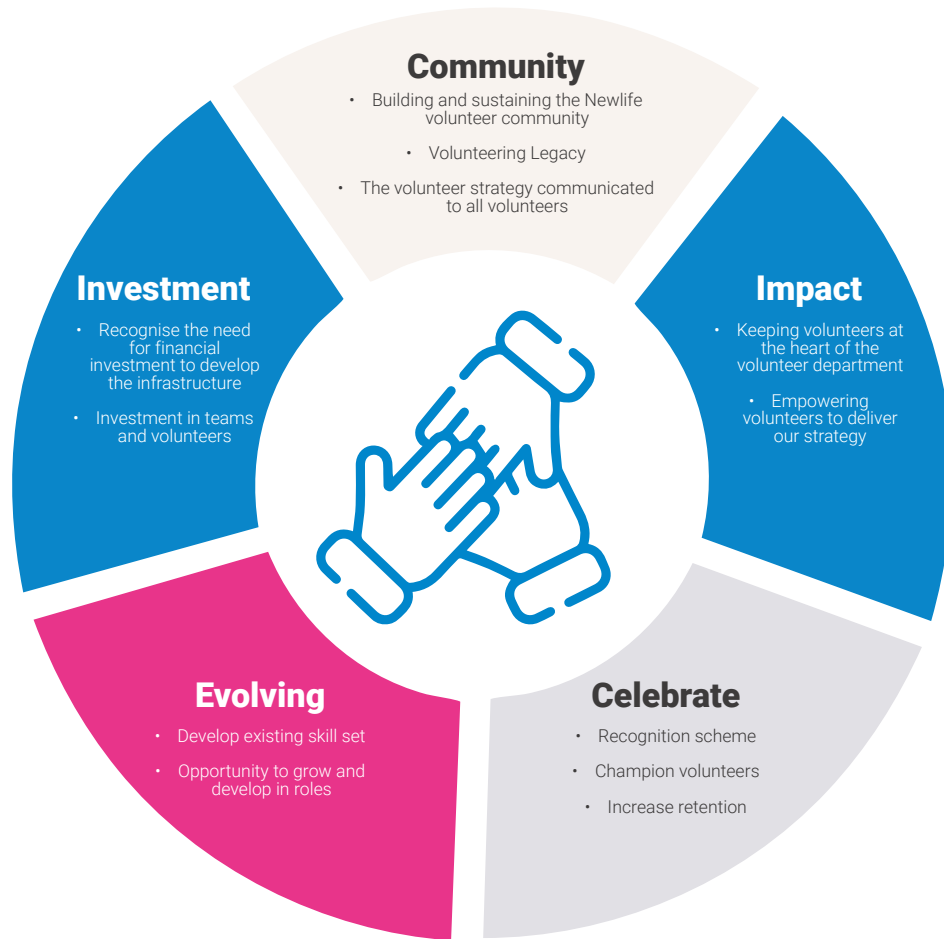 Community
• Building and sustaining the Newlife
volunteer community
• Volunteering Legacy
• The volunteer strategy communicated
to all volunteers
Impact
• Keeping volunteers at
the heart of the
volunteer department
• Empowering
volunteers to deliver
our strategy
Celebrate
• Recognition scheme
• Champion volunteers
• Increase retention
Evolving
• Develop existing skill set
• Opportunity to grow and
develop in roles
Investment
• Recognise the need
for financial
investment to develop
the infrastructure
• Investment in teams
and volunteers